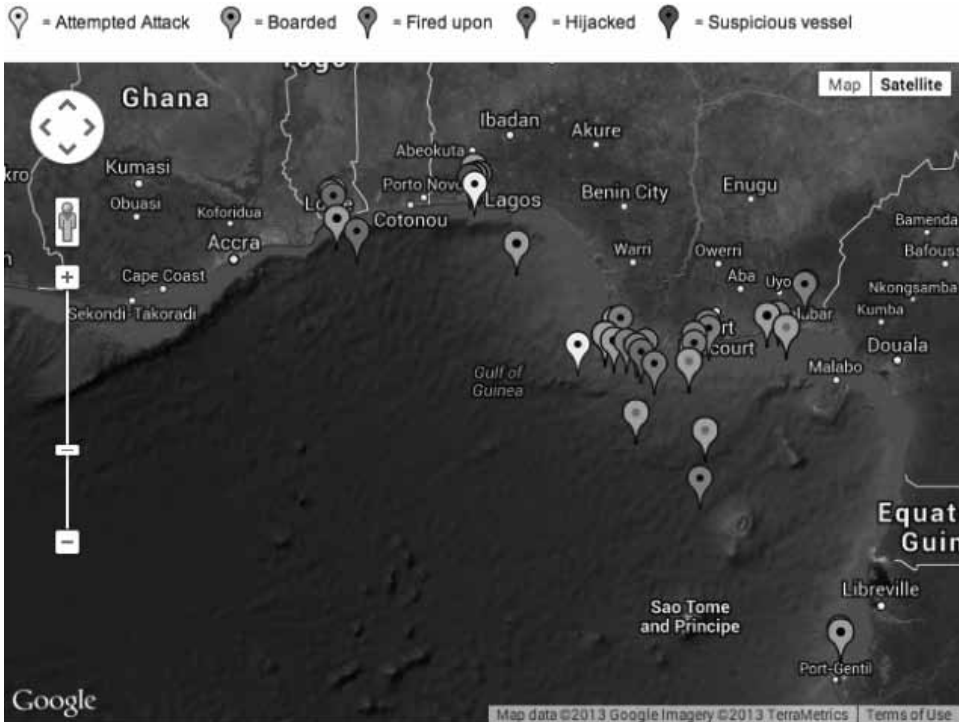 = Attempted Attack = Boarded = Fired upon = Hijacked = Suspicious vessel
Togo
Map Satellite
Ghana
Ibadan
Akure
Abeokuta
kro
Kumasi
Porto Novo
Enugu
Benin City
Obuasi
Koforidua
Lagos
Cotonou
Bamenda
Accra
Warri
Owerri
Bafouss
Cape Coast
Aba
Uyo
Nkongsamba
Sekondi-Takoradi
Kumba
Douala
Malabo
Gulf of
Guinea
Equat
Guin
Libreville
Sao Tome
and Principe
Port-Gentil
Google
Map data ©2013 Google Imagery ©2013 TerraMetrics Terms of Use